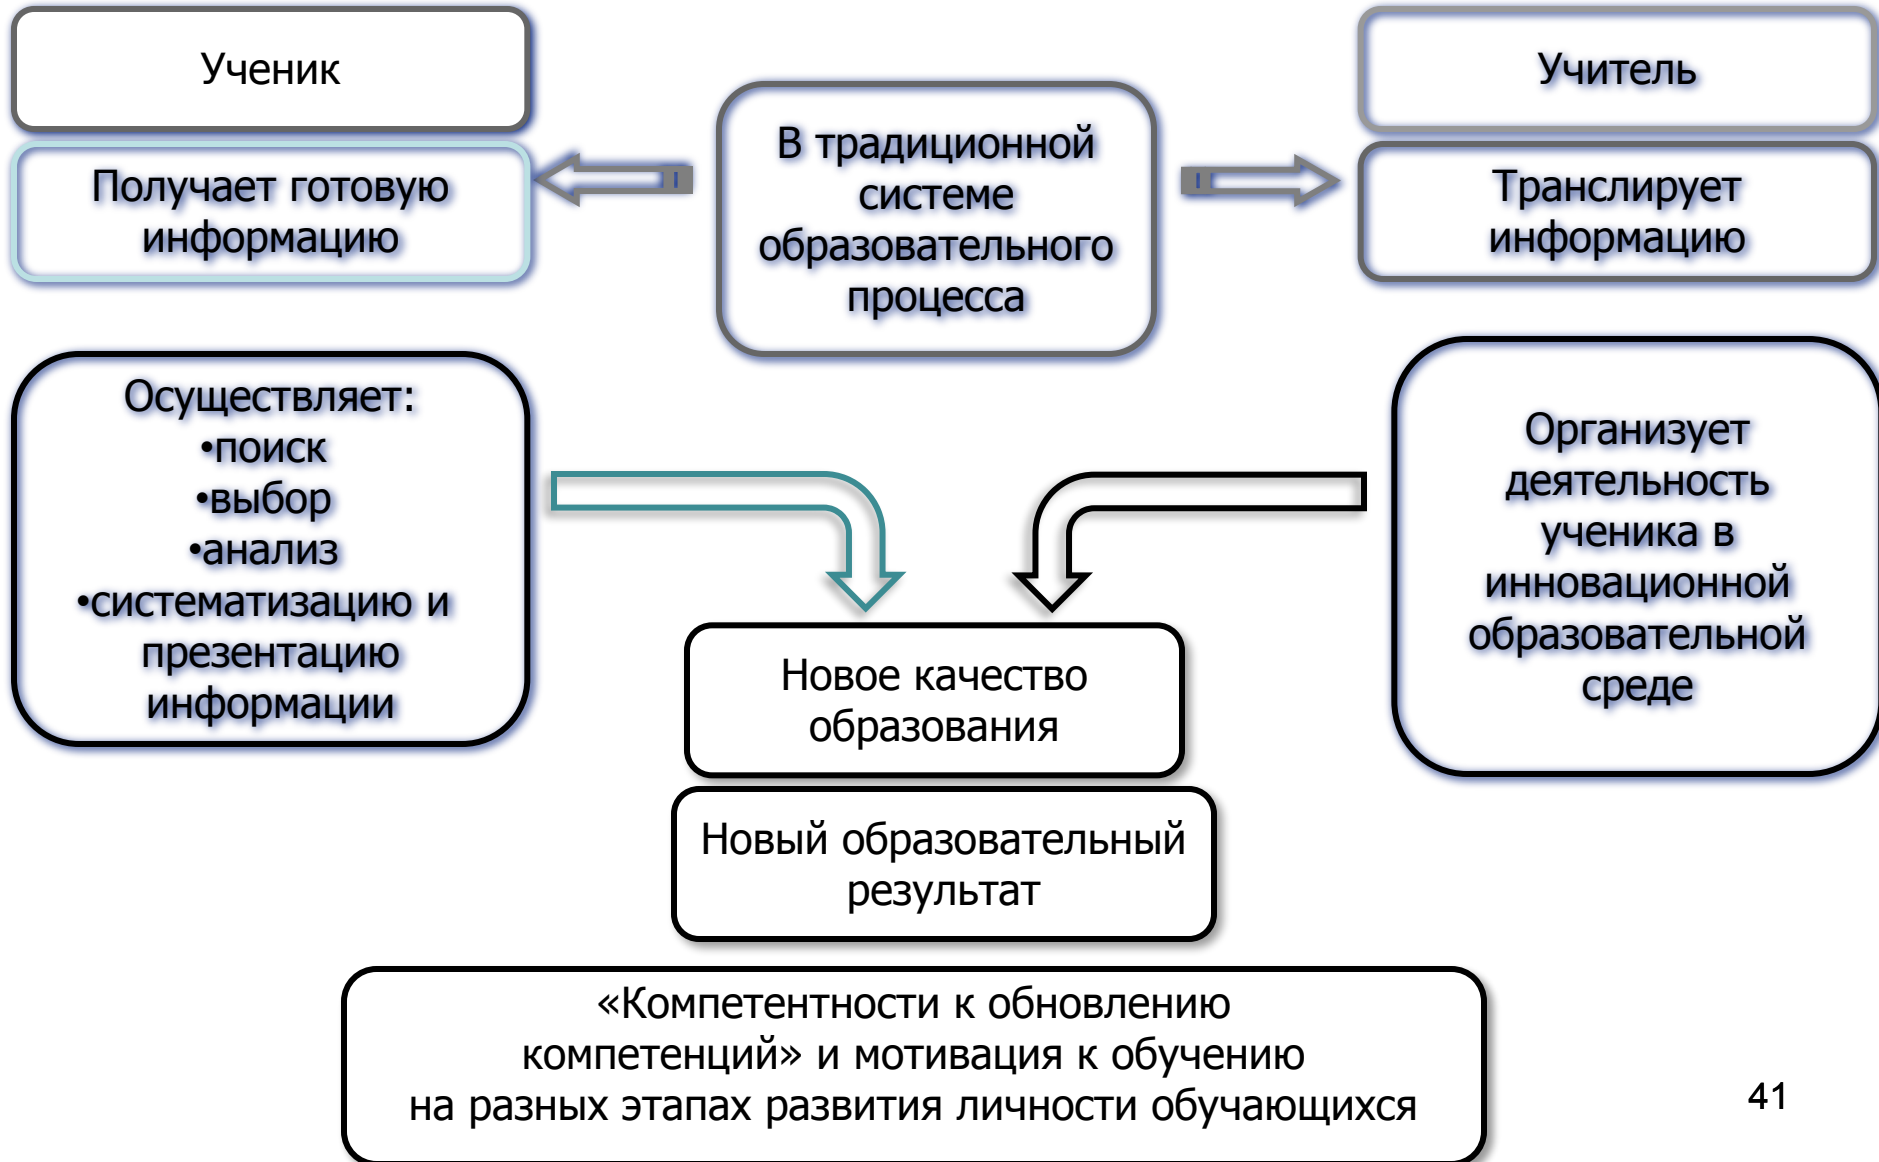 Ученик
Получает готовую
информацию
В традиционной
системе
образовательного
процесса
Учитель
Транслирует
информацию
Осуществляет:
•поиск
•выбор
•анализ
•систематизацию и
презентацию
информации
Организует
деятельность
ученика в
инновационной
образовательной
среде
Новое качество
образования
Новый образовательный
результат
«Компетентности к обновлению
компетенций» и мотивация к обучению
на разных этапах развития личности обучающихся
41